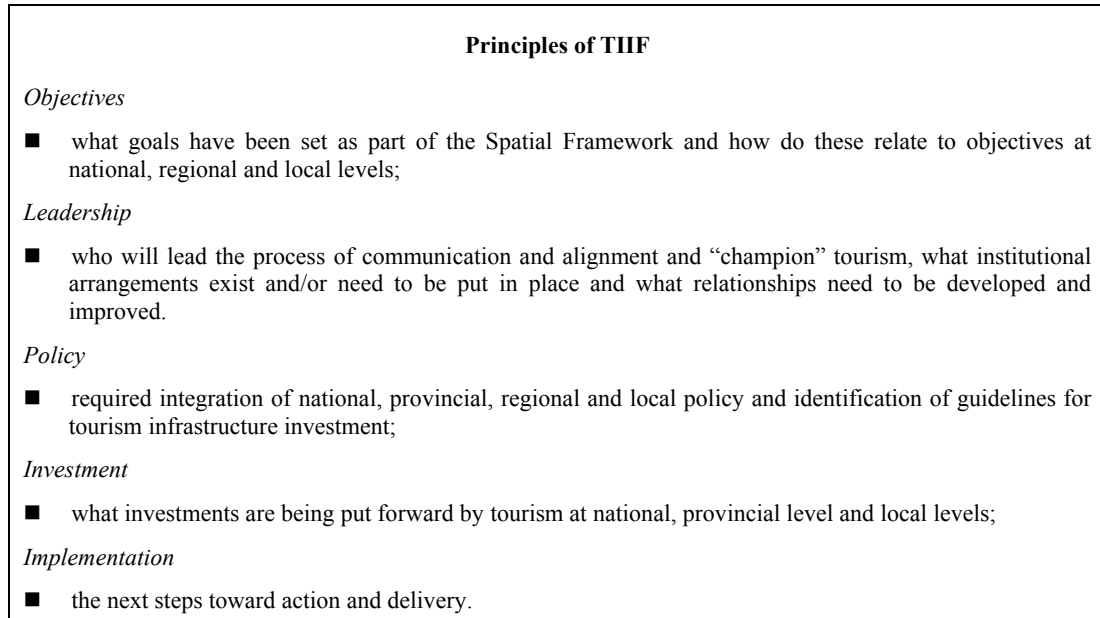 Principles of TIIF
Objectives
■ what goals have been set as part of the Spatial Framework and how do these relate to objectives at
national, regional and local levels;
Leadership
■ who will lead the process of communication and alignment and “champion” tourism, what institutional
arrangements exist and/or need to be put in place and what relationships need to be developed and
improved.
Policy
■ required integration of national, provincial, regional and local policy and identification of guidelines for
tourism infrastructure investment;
Investment
■ what investments are being put forward by tourism at national, provincial level and local levels;
Implementation
■ the next steps toward action and delivery.